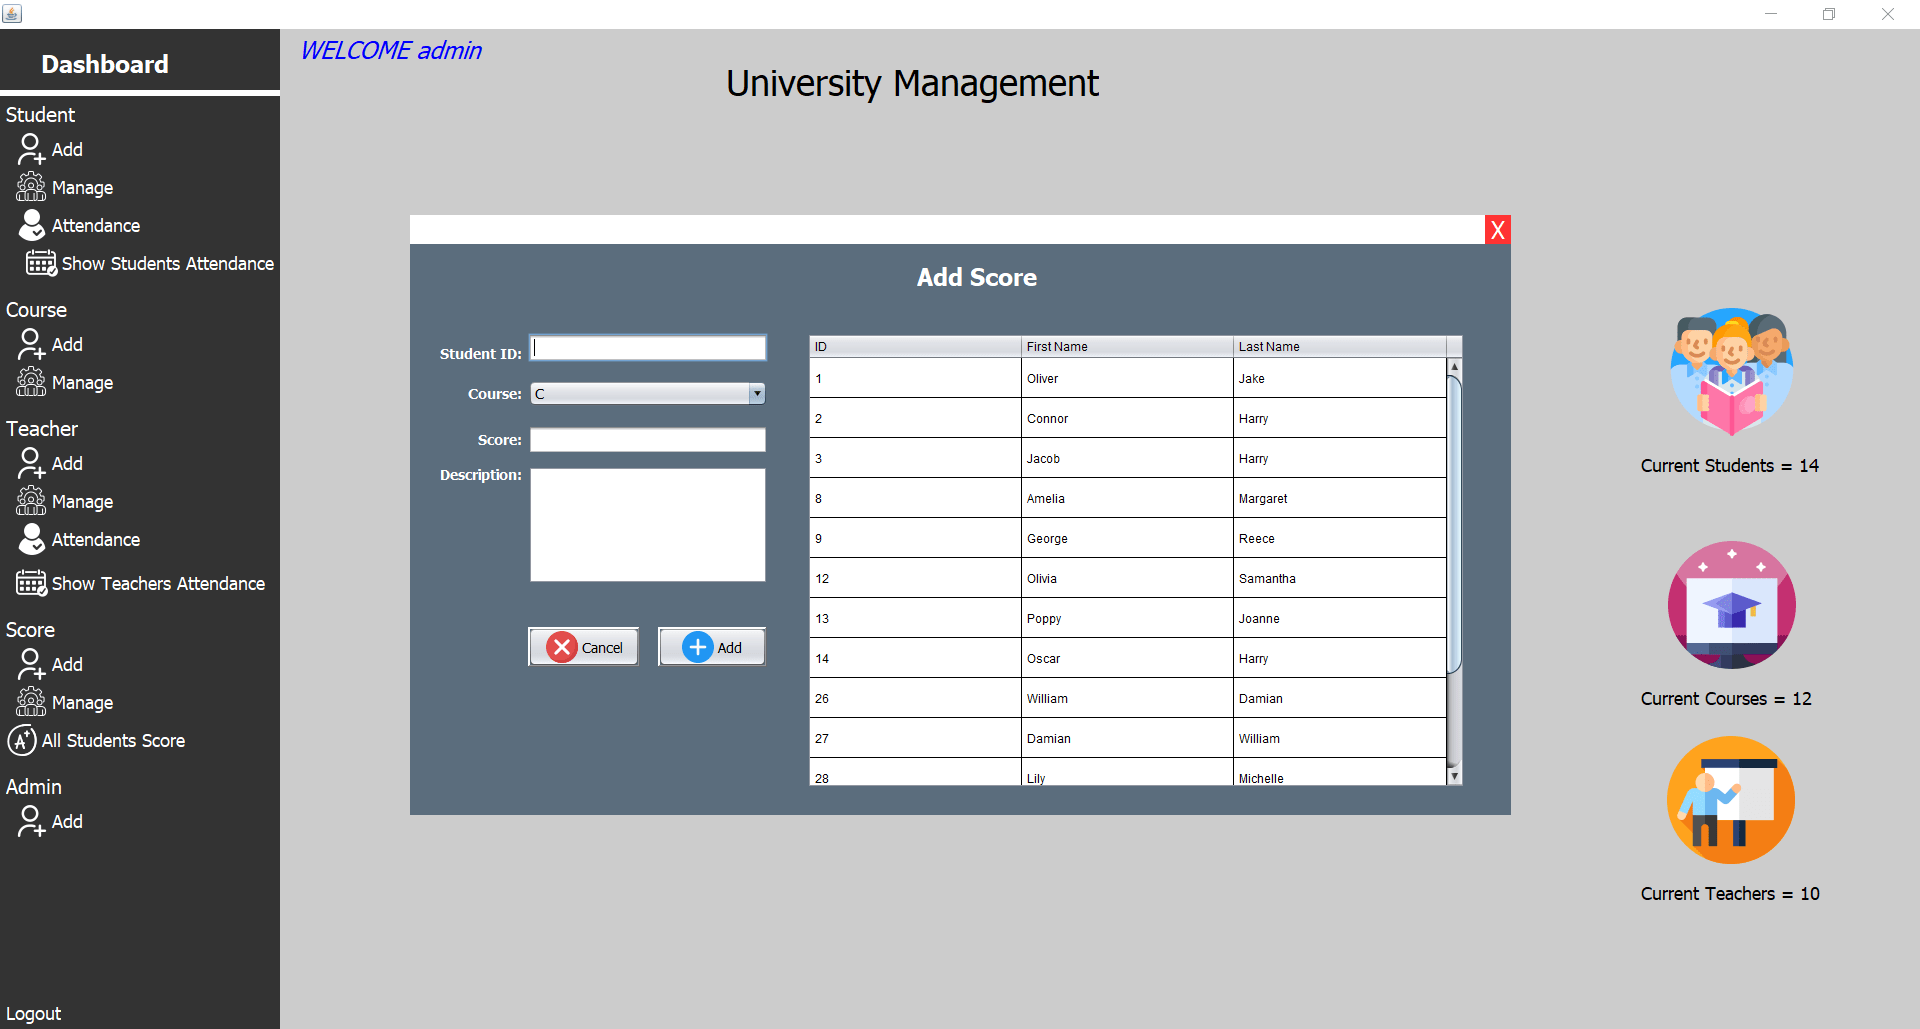 WELCOME admin
University Management
Dashboard
Student
Add
Manage
Attendance
Show Students Attendance
Course
Add
Manage
Teacher
Add
Manage
Attendance
Show Teachers Attendance
Score
Add
Manage
A+ All Students Score
Admin
Add
Logout
X
Add Score
Student ID:
Course: C
Score:
Description:
Cancel Add
ID First Name Last Name
1 Oliver Jake
2 Connor Harry
3 Jacob Harry
8 Amelia Margaret
9 George Reece
12 Olivia Samantha
13 Poppy Joanne
14 Oscar Harry
26 William Damian
27 Damian William
28 Lily Michelle
Current Students = 14
Current Courses = 12
Current Teachers = 10